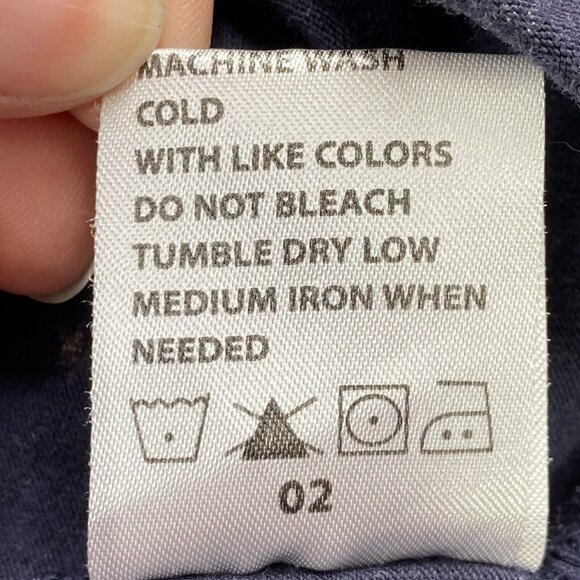 MACHINE WASH
COLD
WITH LIKE COLORS
DO NOT BLEACH
TUMBLE DRY LOW
MEDIUM IRON WHEN
NEEDED
02